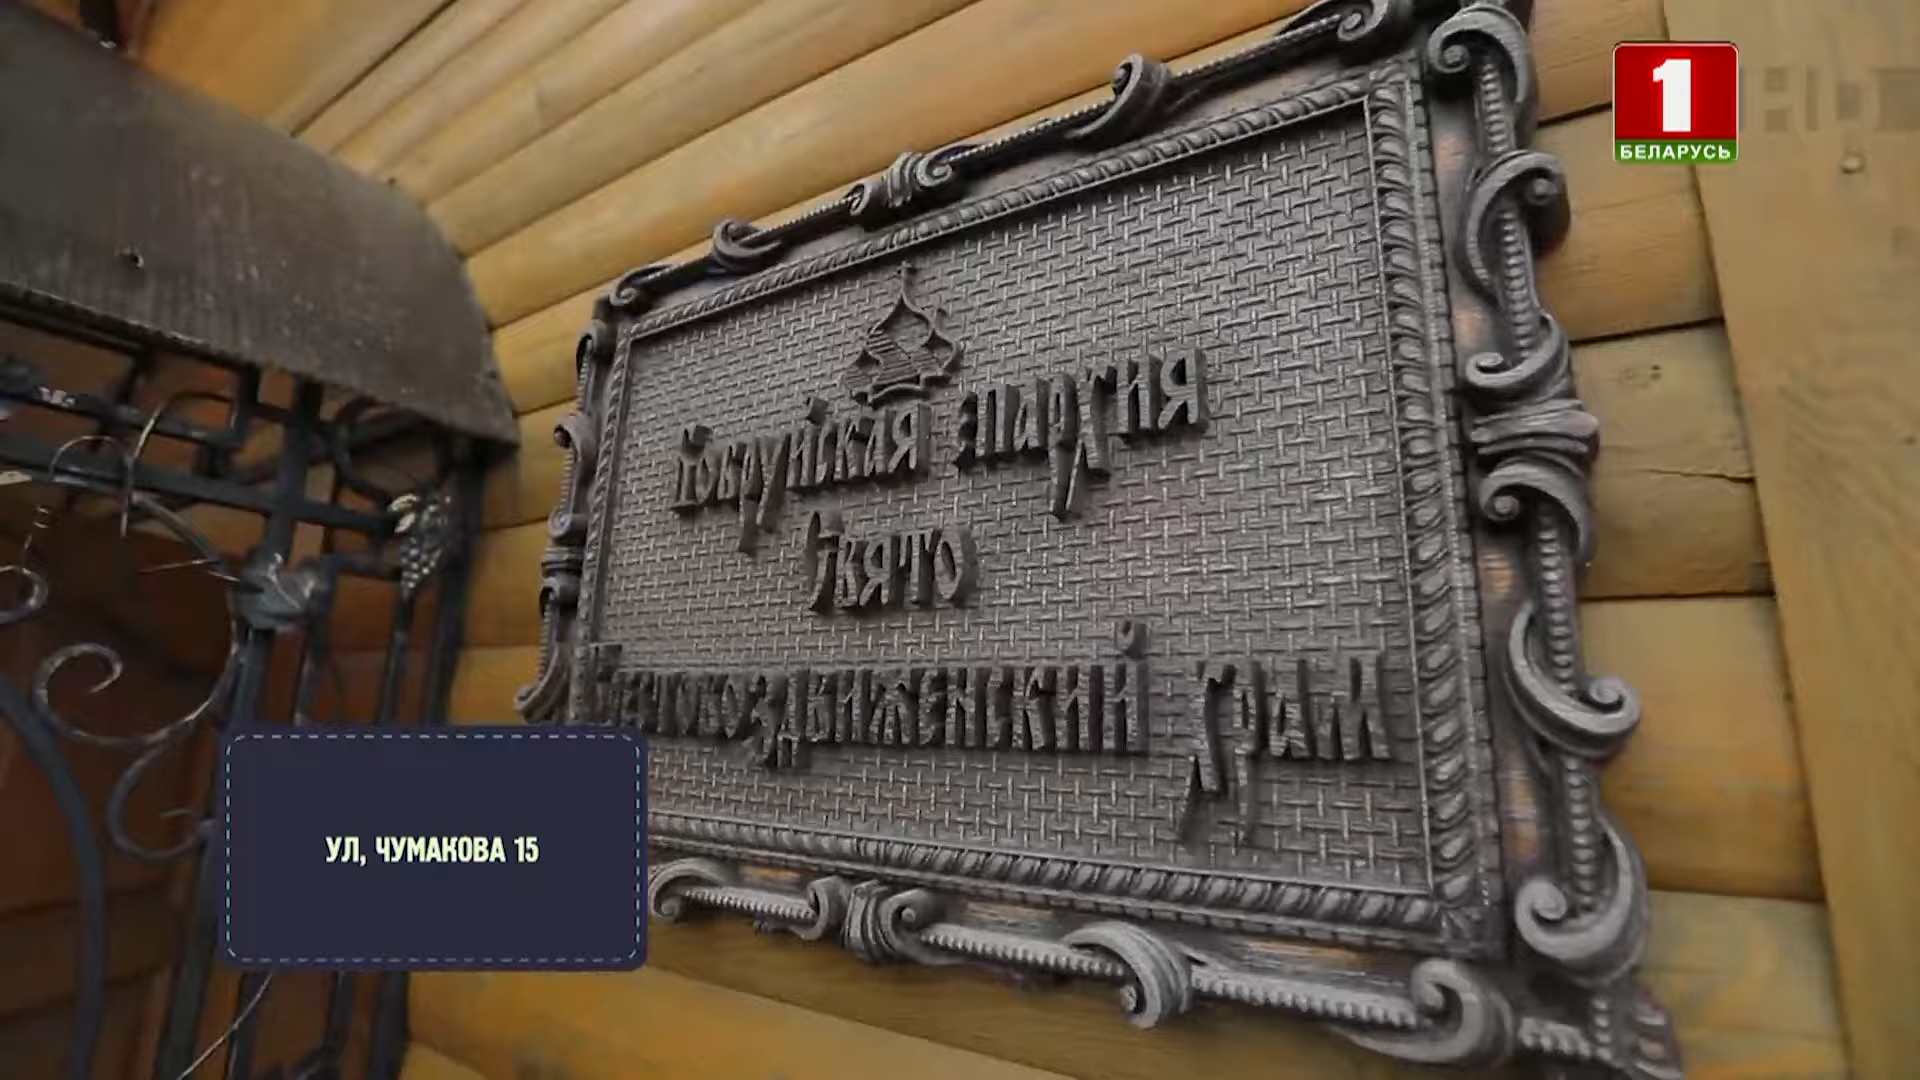 1
БЕЛАРУСЬ
Бобруйская епархия
Свято
Крестовоздвиженский храм
УЛ, ЧУМАКОВА 15